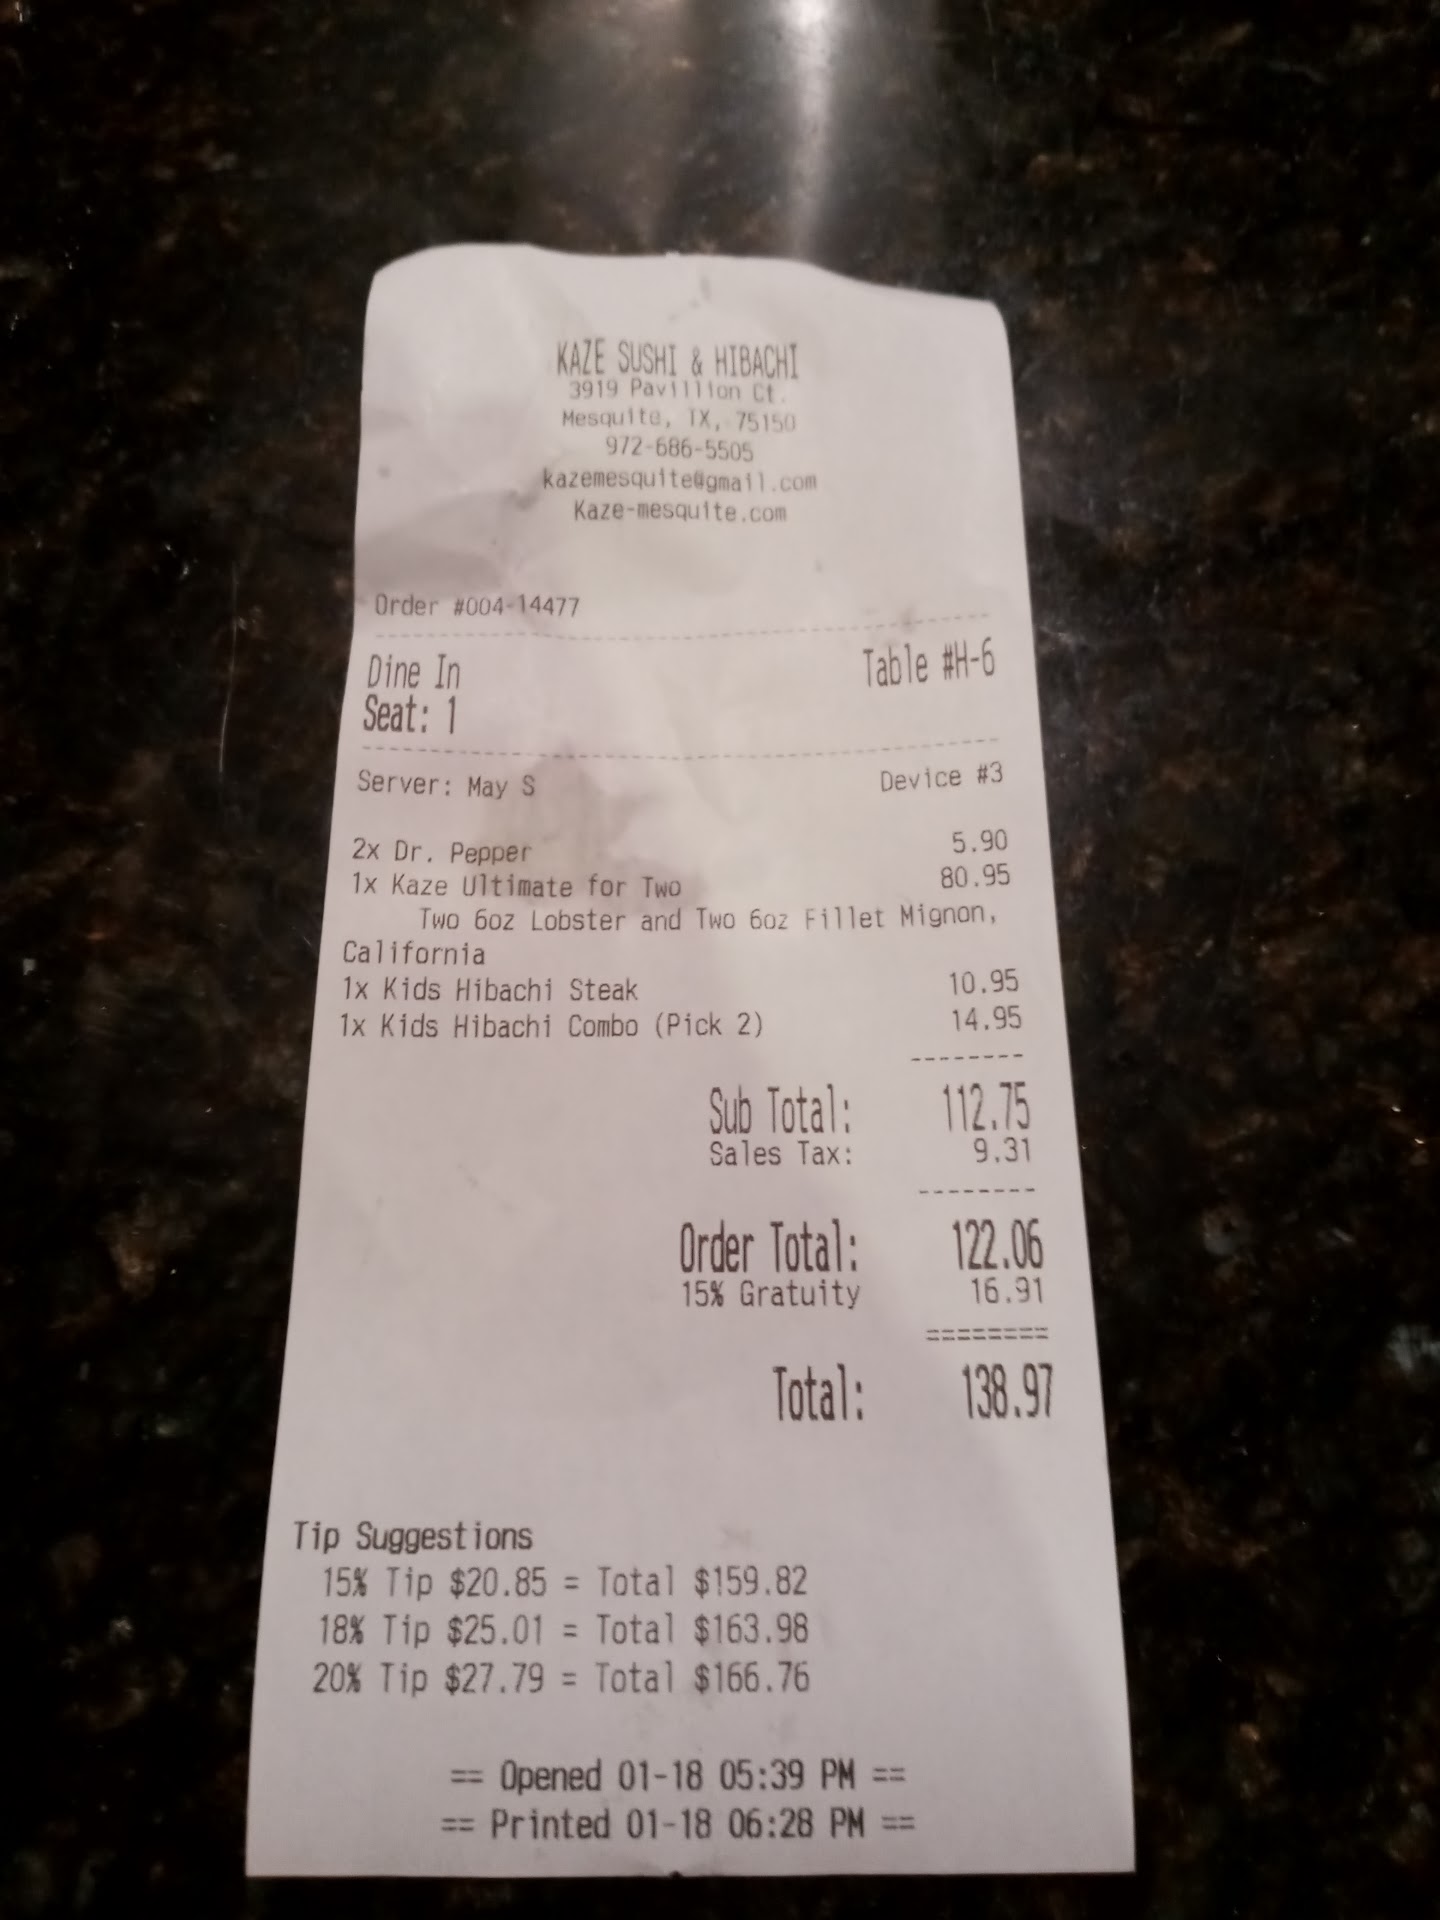 KAZE SUSHI & HIBACHI
3919 Pavillion Ct.
Mesquite, TX, 75150
972-686-5505
kazemesquite@gmail.com
Kaze-mesquite.com
Order #004-14477
Dine In Table #H-6
Seat: 1
Server: May S Device #3
2x Dr. Pepper 5.90
1x Kaze Ultimate for Two 80.95
Two 6oz Lobster and Two 6oz Fillet Mignon,
California
1x Kids Hibachi Steak 10.95
1x Kids Hibachi Combo (Pick 2) 14.95
--------
Sub Total: 112.75
Sales Tax: 9.31
--------
Order Total: 122.06
15% Gratuity 16.91
========
Total: 138.97
Tip Suggestions
15% Tip $20.85 = Total $159.82
18% Tip $25.01 = Total $163.98
20% Tip $27.79 = Total $166.76
== Opened 01-18 05:39 PM ==
== Printed 01-18 06:28 PM ==